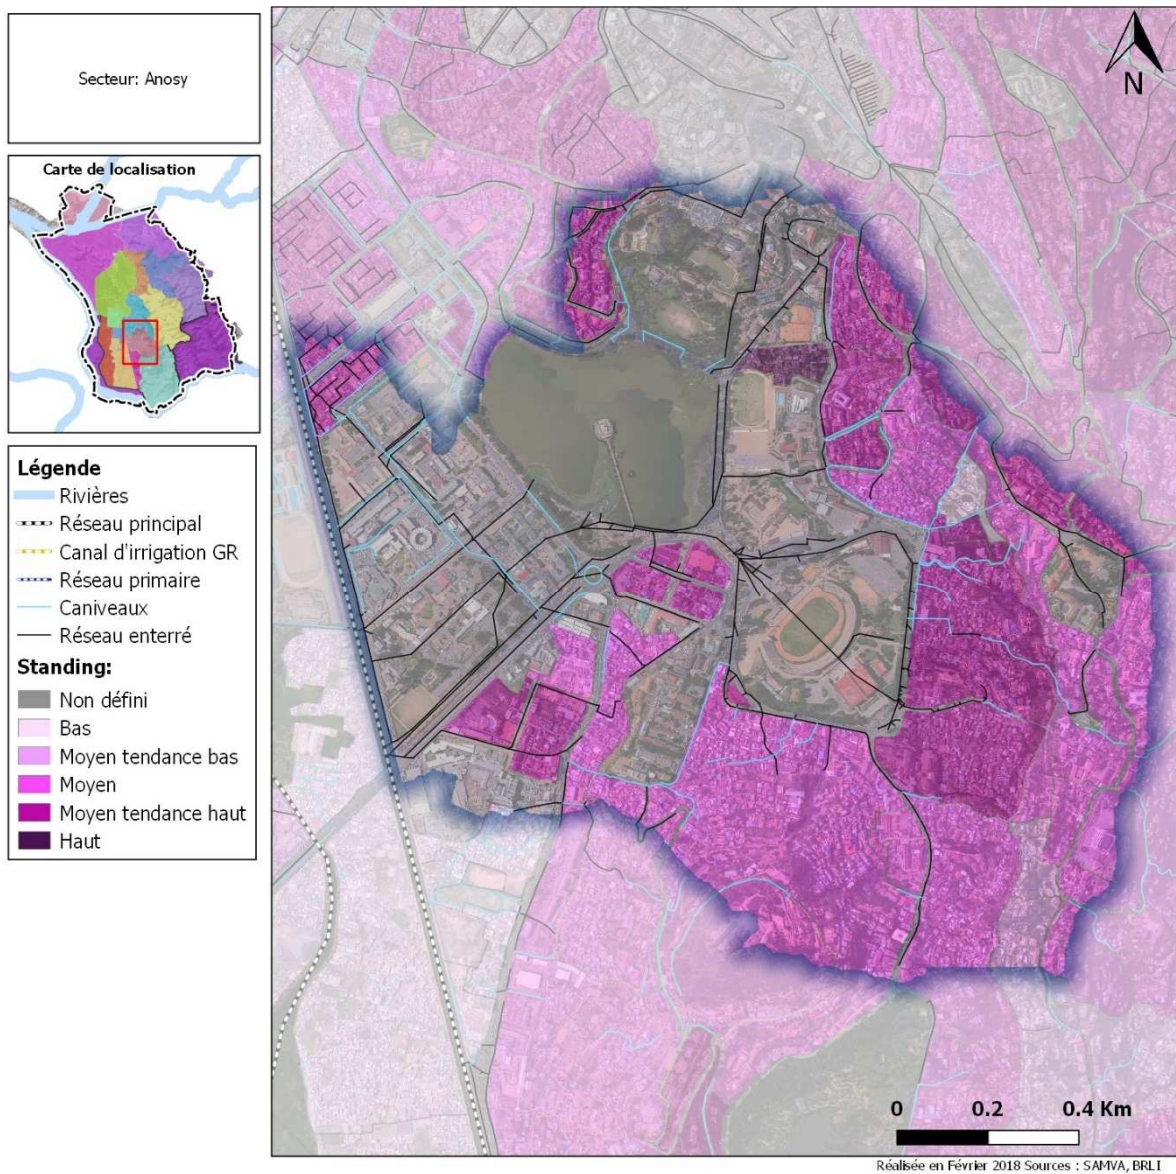 Secteur: Anosy
Carte de localisation
Légende
Rivières
Réseau principal
Canal d'irrigation GR
Réseau primaire
Caniveaux
Réseau enterré
Standing:
Non défini
Bas
Moyen tendance bas
Moyen
Moyen tendance haut
Haut
N
0 0.2 0.4 Km
Réalisée en Février 2018 Sources : SAMVA, BRLI